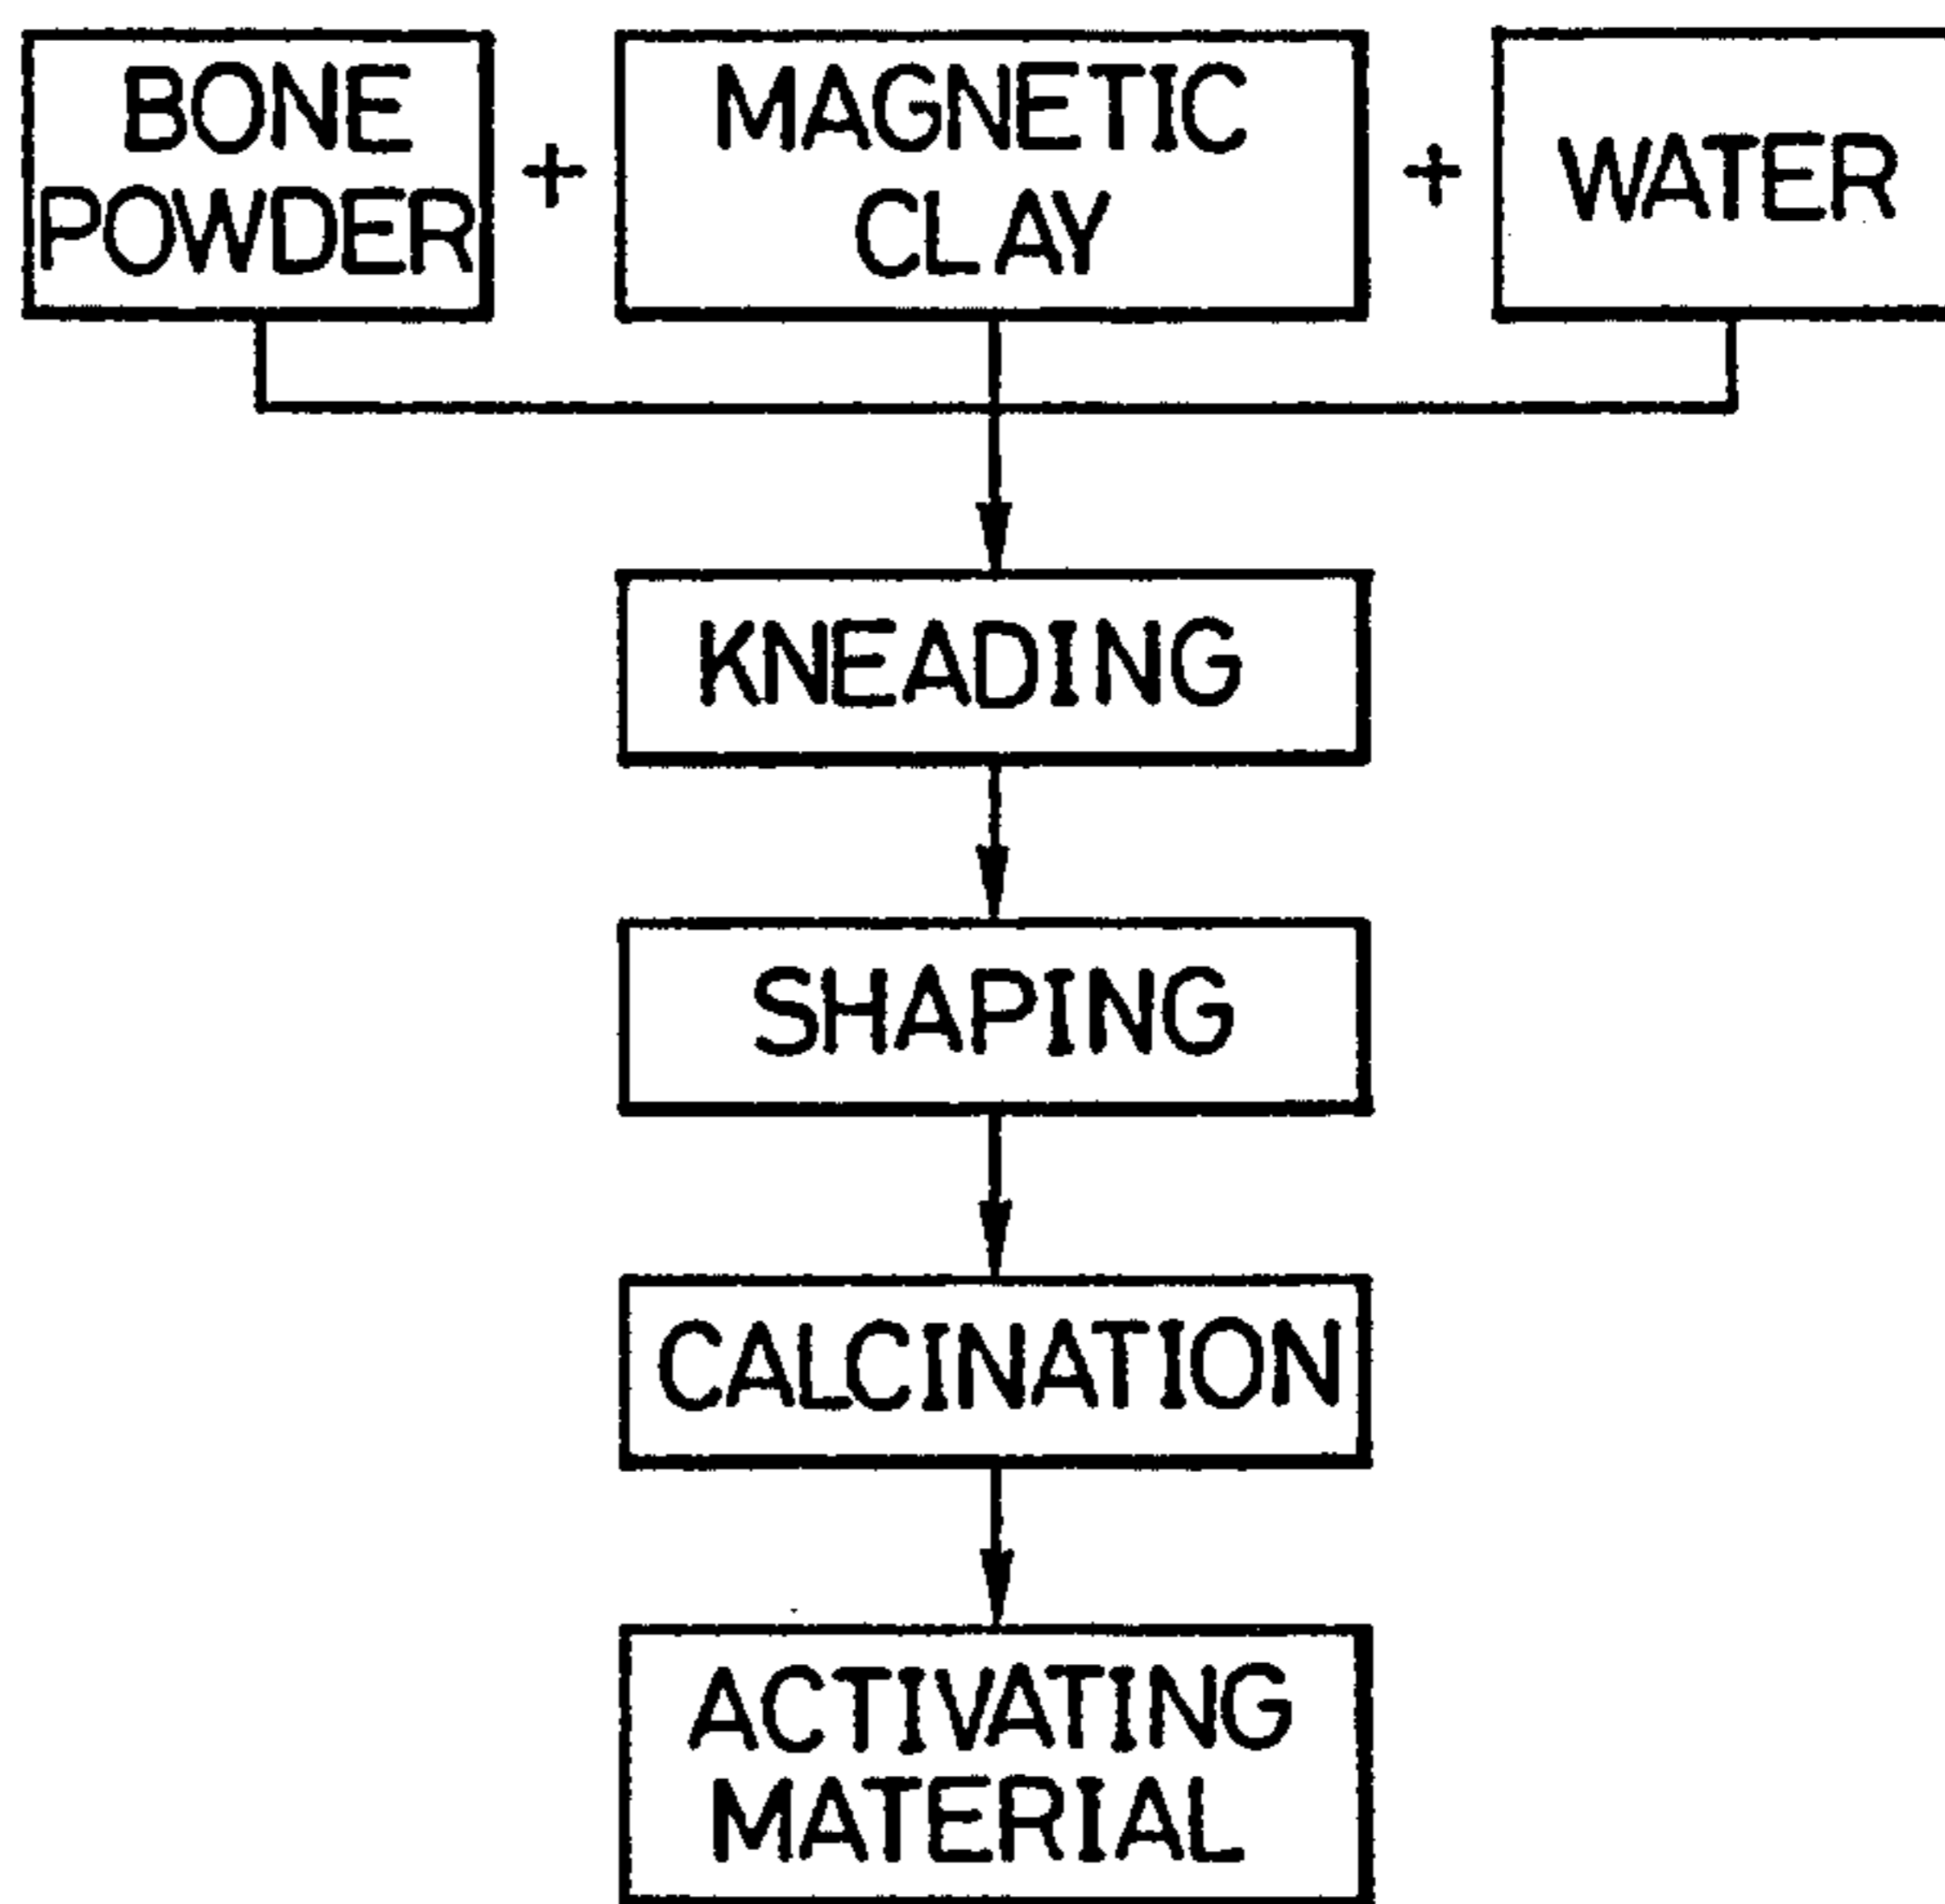 BONE
POWDER
+
MAGNETIC
CLAY
+
WATER
KNEADING
SHAPING
CALCINATION
ACTIVATING
MATERIAL